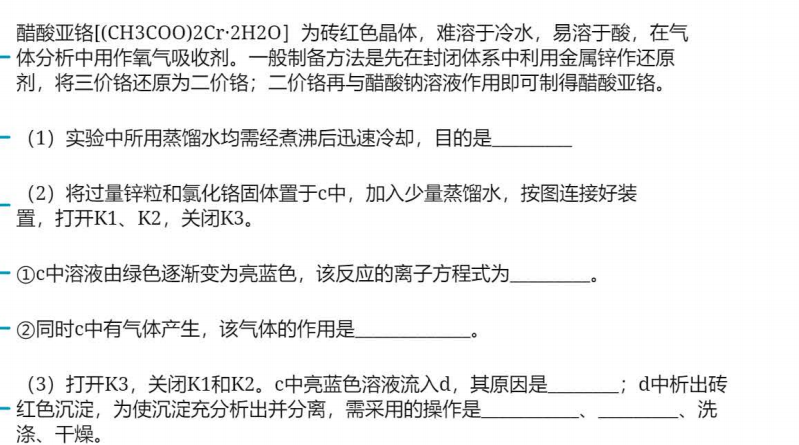 醋酸亚铬[(CH3COO)2Cr·2H2O］为砖红色晶体，难溶于冷水，易溶于酸，在气
体分析中用作氧气吸收剂。一般制备方法是先在封闭体系中利用金属锌作还原
剂，将三价铬还原为二价铬；二价铬再与醋酸钠溶液作用即可制得醋酸亚铬。
（1）实验中所用蒸馏水均需经煮沸后迅速冷却，目的是_________
（2）将过量锌粒和氯化铬固体置于c中，加入少量蒸馏水，按图连接好装
置，打开K1、K2，关闭K3。
①c中溶液由绿色逐渐变为亮蓝色，该反应的离子方程式为_________。
②同时c中有气体产生，该气体的作用是_____________。
（3）打开K3，关闭K1和K2。c中亮蓝色溶液流入d，其原因是________；d中析出砖
红色沉淀，为使沉淀充分析出并分离，需采用的操作是___________、_________、洗
涤、干燥。